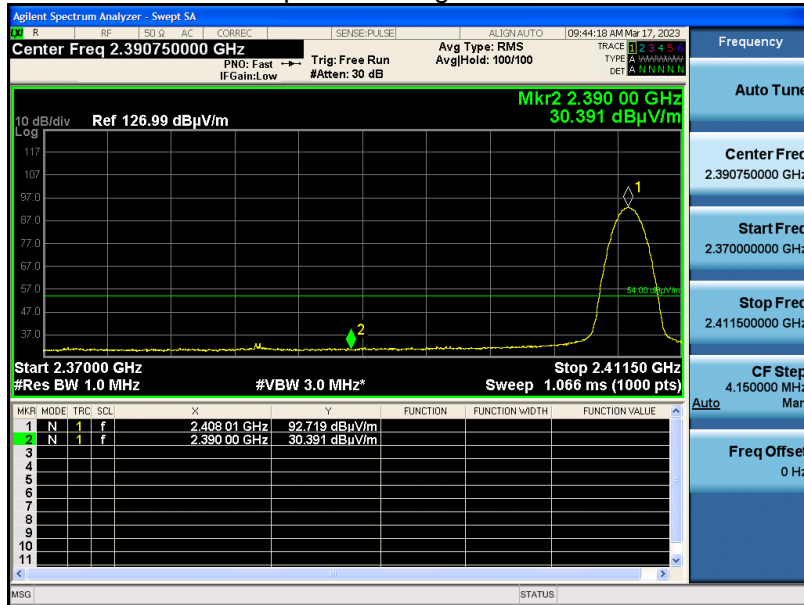 Agilent Spectrum Analyzer - Swept SA
LXI R RF 50 Ω AC CORREC SENSE:PULSE ALIGN AUTO 09:44:18 AM Mar 17, 2023
Center Freq 2.390750000 GHz Avg Type: RMS TRACE 1 2 3 4 5 6
PNO: Fast Trig: Free Run Avg|Hold: 100/100 TYPE A WWWWW
IFGain:Low #Atten: 30 dB DET A N N N N N
Mkr2 2.390 00 GHz
30.391 dBµV/m
10 dB/div Ref 126.99 dBµV/m
Log
117
107
97.0
1
87.0
77.0
67.0
57.0
54.00 dBµV/m
47.0
37.0
2
Start 2.37000 GHz Stop 2.41150 GHz
#Res BW 1.0 MHz #VBW 3.0 MHz* Sweep 1.066 ms (1000 pts)
MKR MODE TRC SCL X Y FUNCTION FUNCTION WIDTH FUNCTION VALUE
1 N 1 f 2.408 01 GHz 92.719 dBµV/m
2 N 1 f 2.390 00 GHz 30.391 dBµV/m
3
4
5
6
7
8
9
10
11
MSG STATUS
Frequency
Auto Tune
Center Freq
2.390750000 GHz
Start Freq
2.370000000 GHz
Stop Freq
2.411500000 GHz
CF Step
4.150000 MHz
Auto Man
Freq Offset
0 Hz